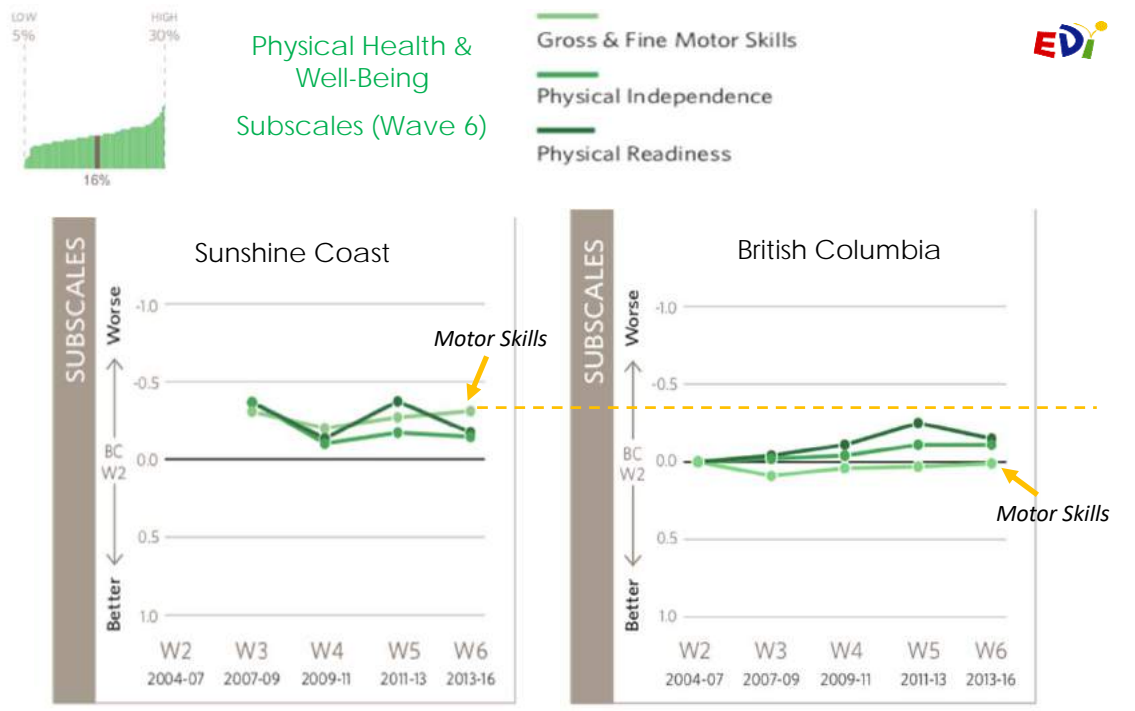 LOW
5%
HIGH
30%
16%
Physical Health &
Well-Being
Subscales (Wave 6)
Gross & Fine Motor Skills
Physical Independence
Physical Readiness
EDi
SUBSCALES
Sunshine Coast
Worse
BC
W2
Better
-1.0
-0.5
0.0
0.5
1.0
Motor Skills
W2 W3 W4 W5 W6
2004-07 2007-09 2009-11 2011-13 2013-16
SUBSCALES
British Columbia
Worse
BC
W2
Better
-1.0
-0.5
0.0
0.5
1.0
Motor Skills
W2 W3 W4 W5 W6
2004-07 2007-09 2009-11 2011-13 2013-16